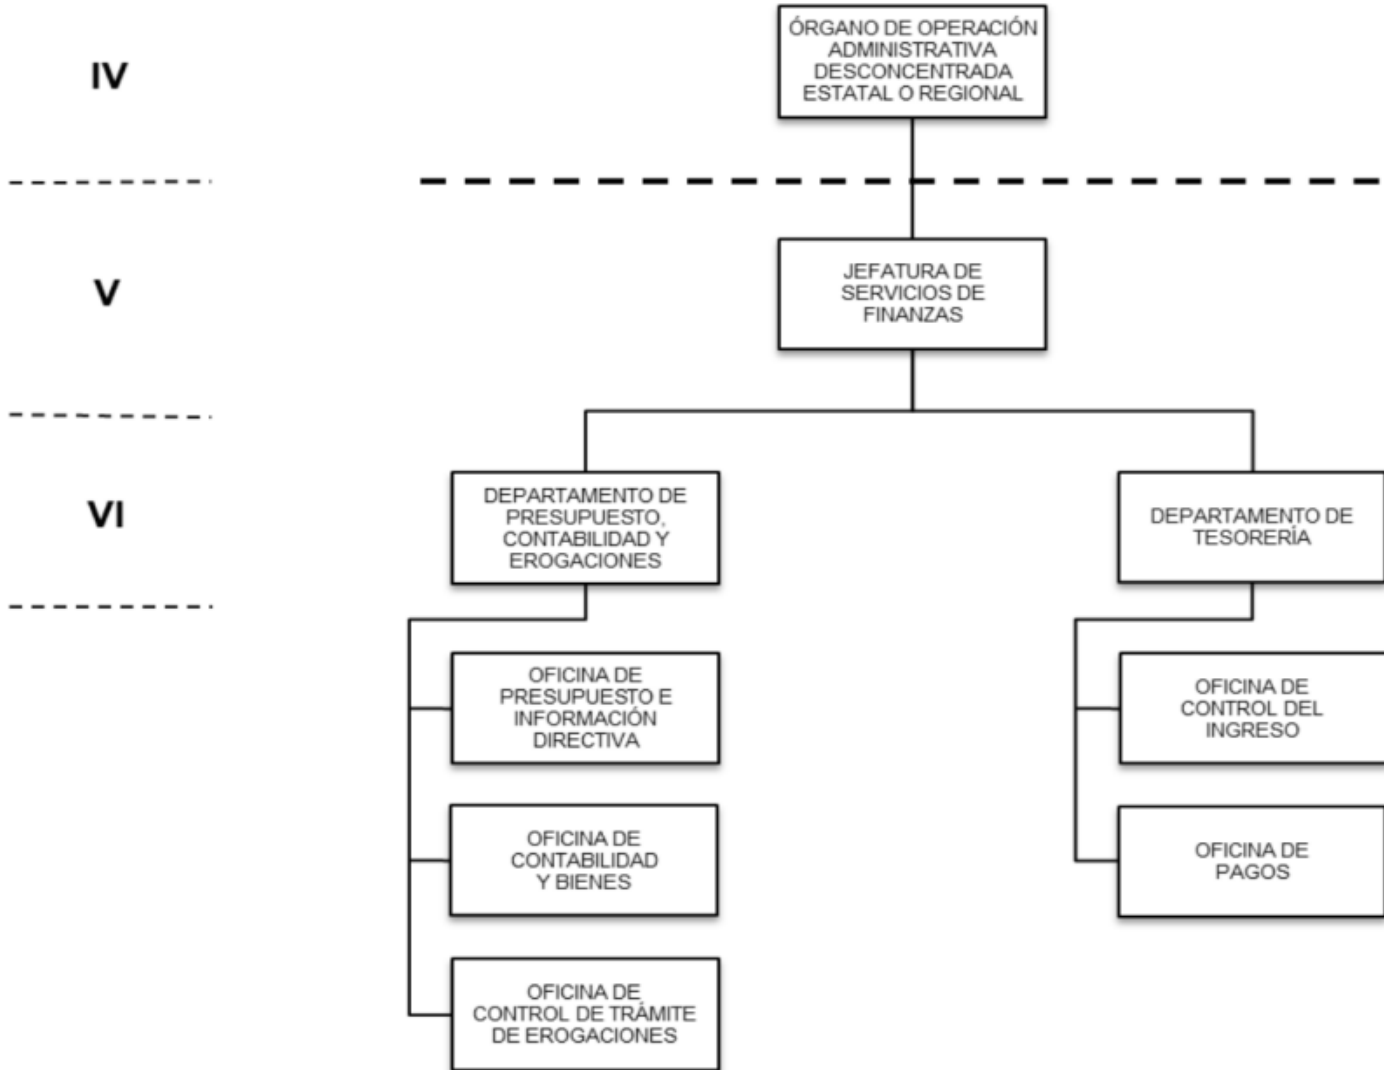 IV
ÓRGANO DE OPERACIÓN
ADMINISTRATIVA
DESCONCENTRADA
ESTATAL O REGIONAL
V
JEFATURA DE
SERVICIOS DE
FINANZAS
VI
DEPARTAMENTO DE
PRESUPUESTO,
CONTABILIDAD Y
EROGACIONES
DEPARTAMENTO DE
TESORERÍA
OFICINA DE
PRESUPUESTO E
INFORMACIÓN
DIRECTIVA
OFICINA DE
CONTROL DEL
INGRESO
OFICINA DE
CONTABILIDAD
Y BIENES
OFICINA DE
PAGOS
OFICINA DE
CONTROL DE TRÁMITE
DE EROGACIONES